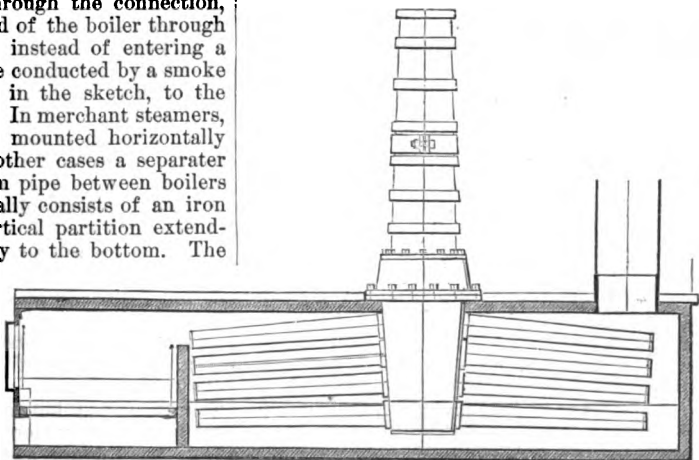 through the connection,
d of the boiler through
instead of entering a
e conducted by a smoke
in the sketch, to the
In merchant steamers,
mounted horizontally
other cases a separater
m pipe between boilers
ally consists of an iron
rtical partition extend-
y to the bottom. The